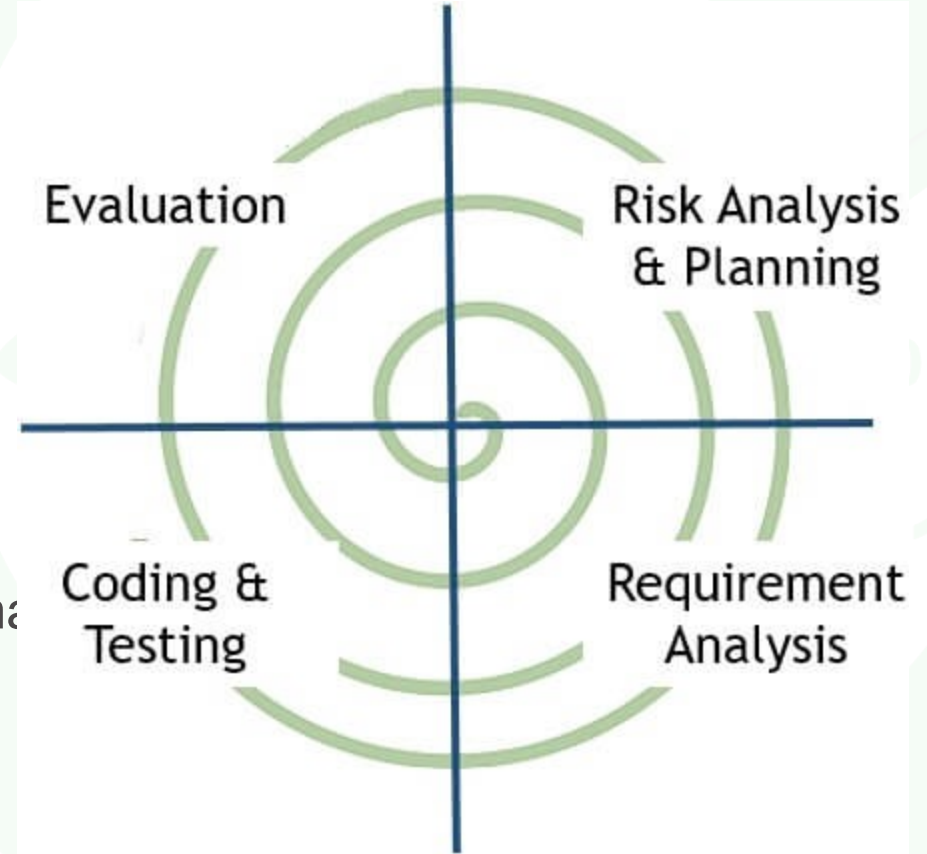 Evaluation
Risk Analysis
& Planning
Coding &
Testing
Requirement
Analysis